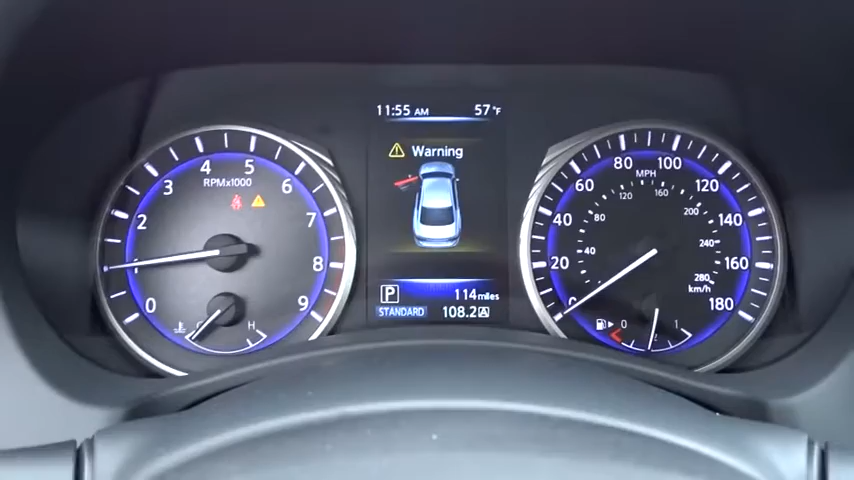 11:55 AM 57°F
Warning
0 1 2 3 4 5 6 7 8 9
RPMx1000
C H
0 20 40 60 80 100 120 140 160 180
MPH
40 80 120 160 200 240 280
km/h
0 1
P 114 miles
STANDARD 108.2 A